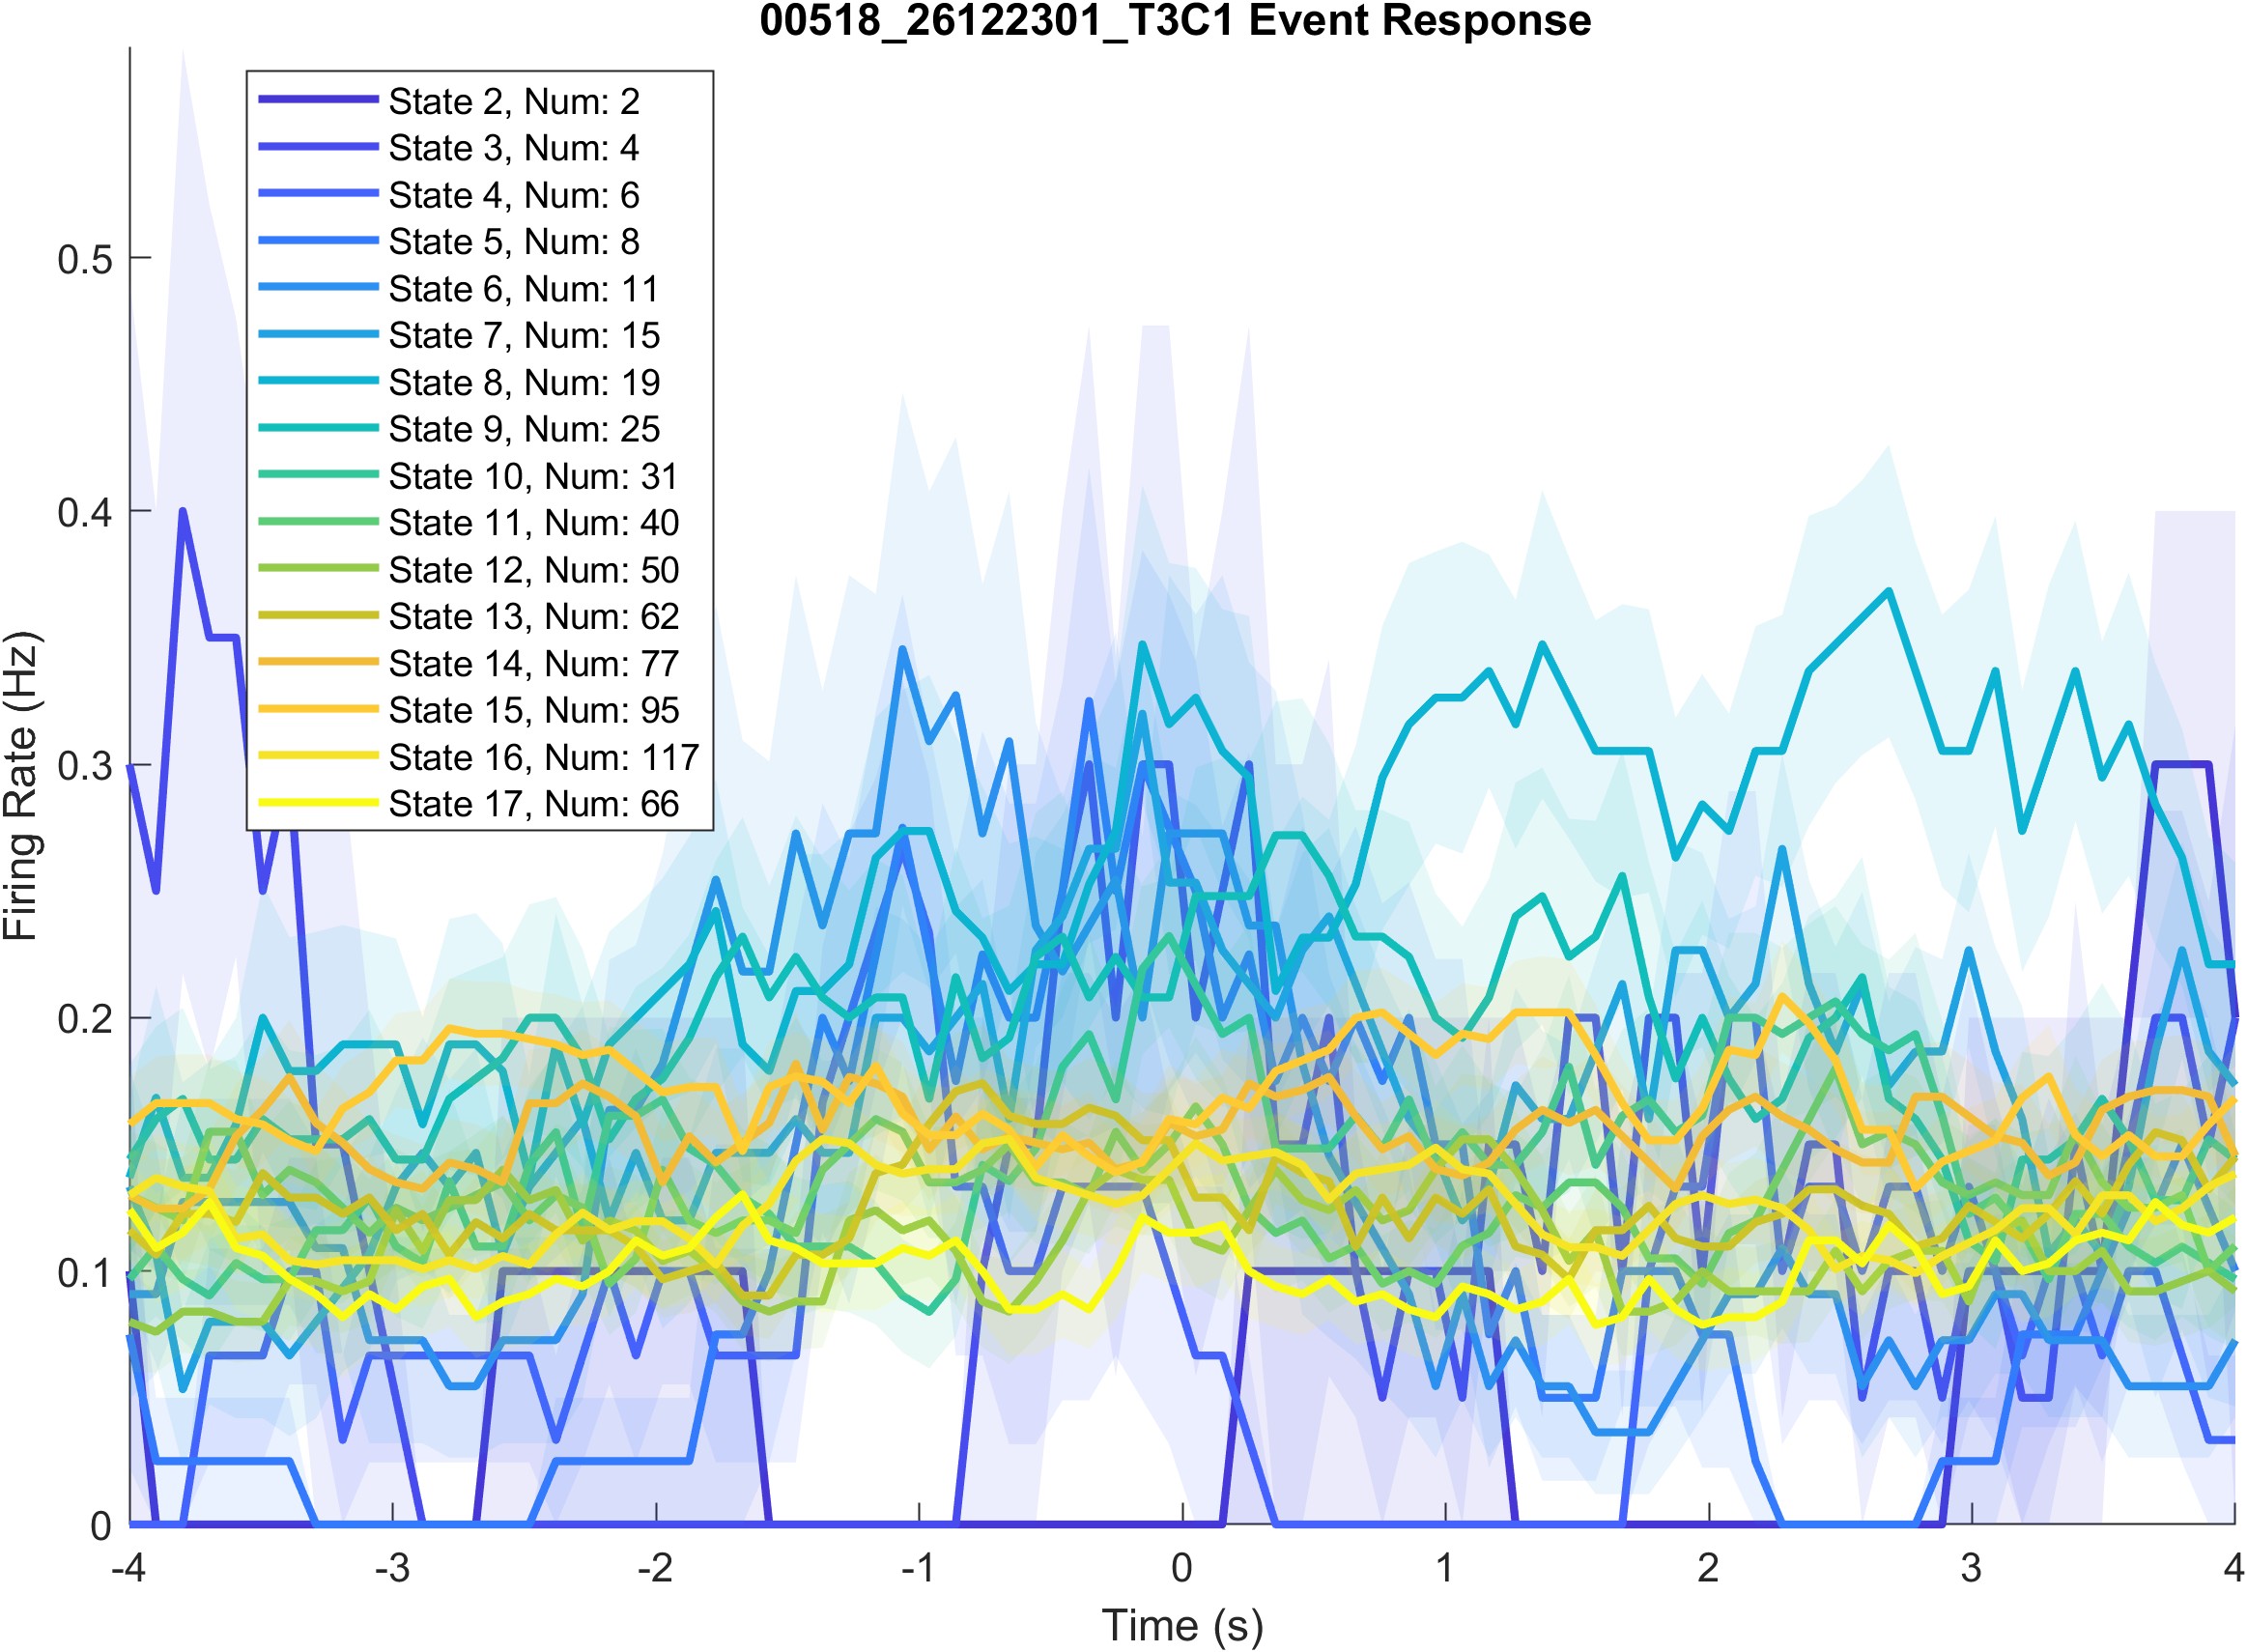 00518_26122301_T3C1 Event Response
State 2, Num: 2
State 3, Num: 4
State 4, Num: 6
State 5, Num: 8
State 6, Num: 11
State 7, Num: 15
State 8, Num: 19
State 9, Num: 25
State 10, Num: 31
State 11, Num: 40
State 12, Num: 50
State 13, Num: 62
State 14, Num: 77
State 15, Num: 95
State 16, Num: 117
State 17, Num: 66
Firing Rate (Hz)
0.5
0.4
0.3
0.2
0.1
0
-4 -3 -2 -1 0 1 2 3 4
Time (s)